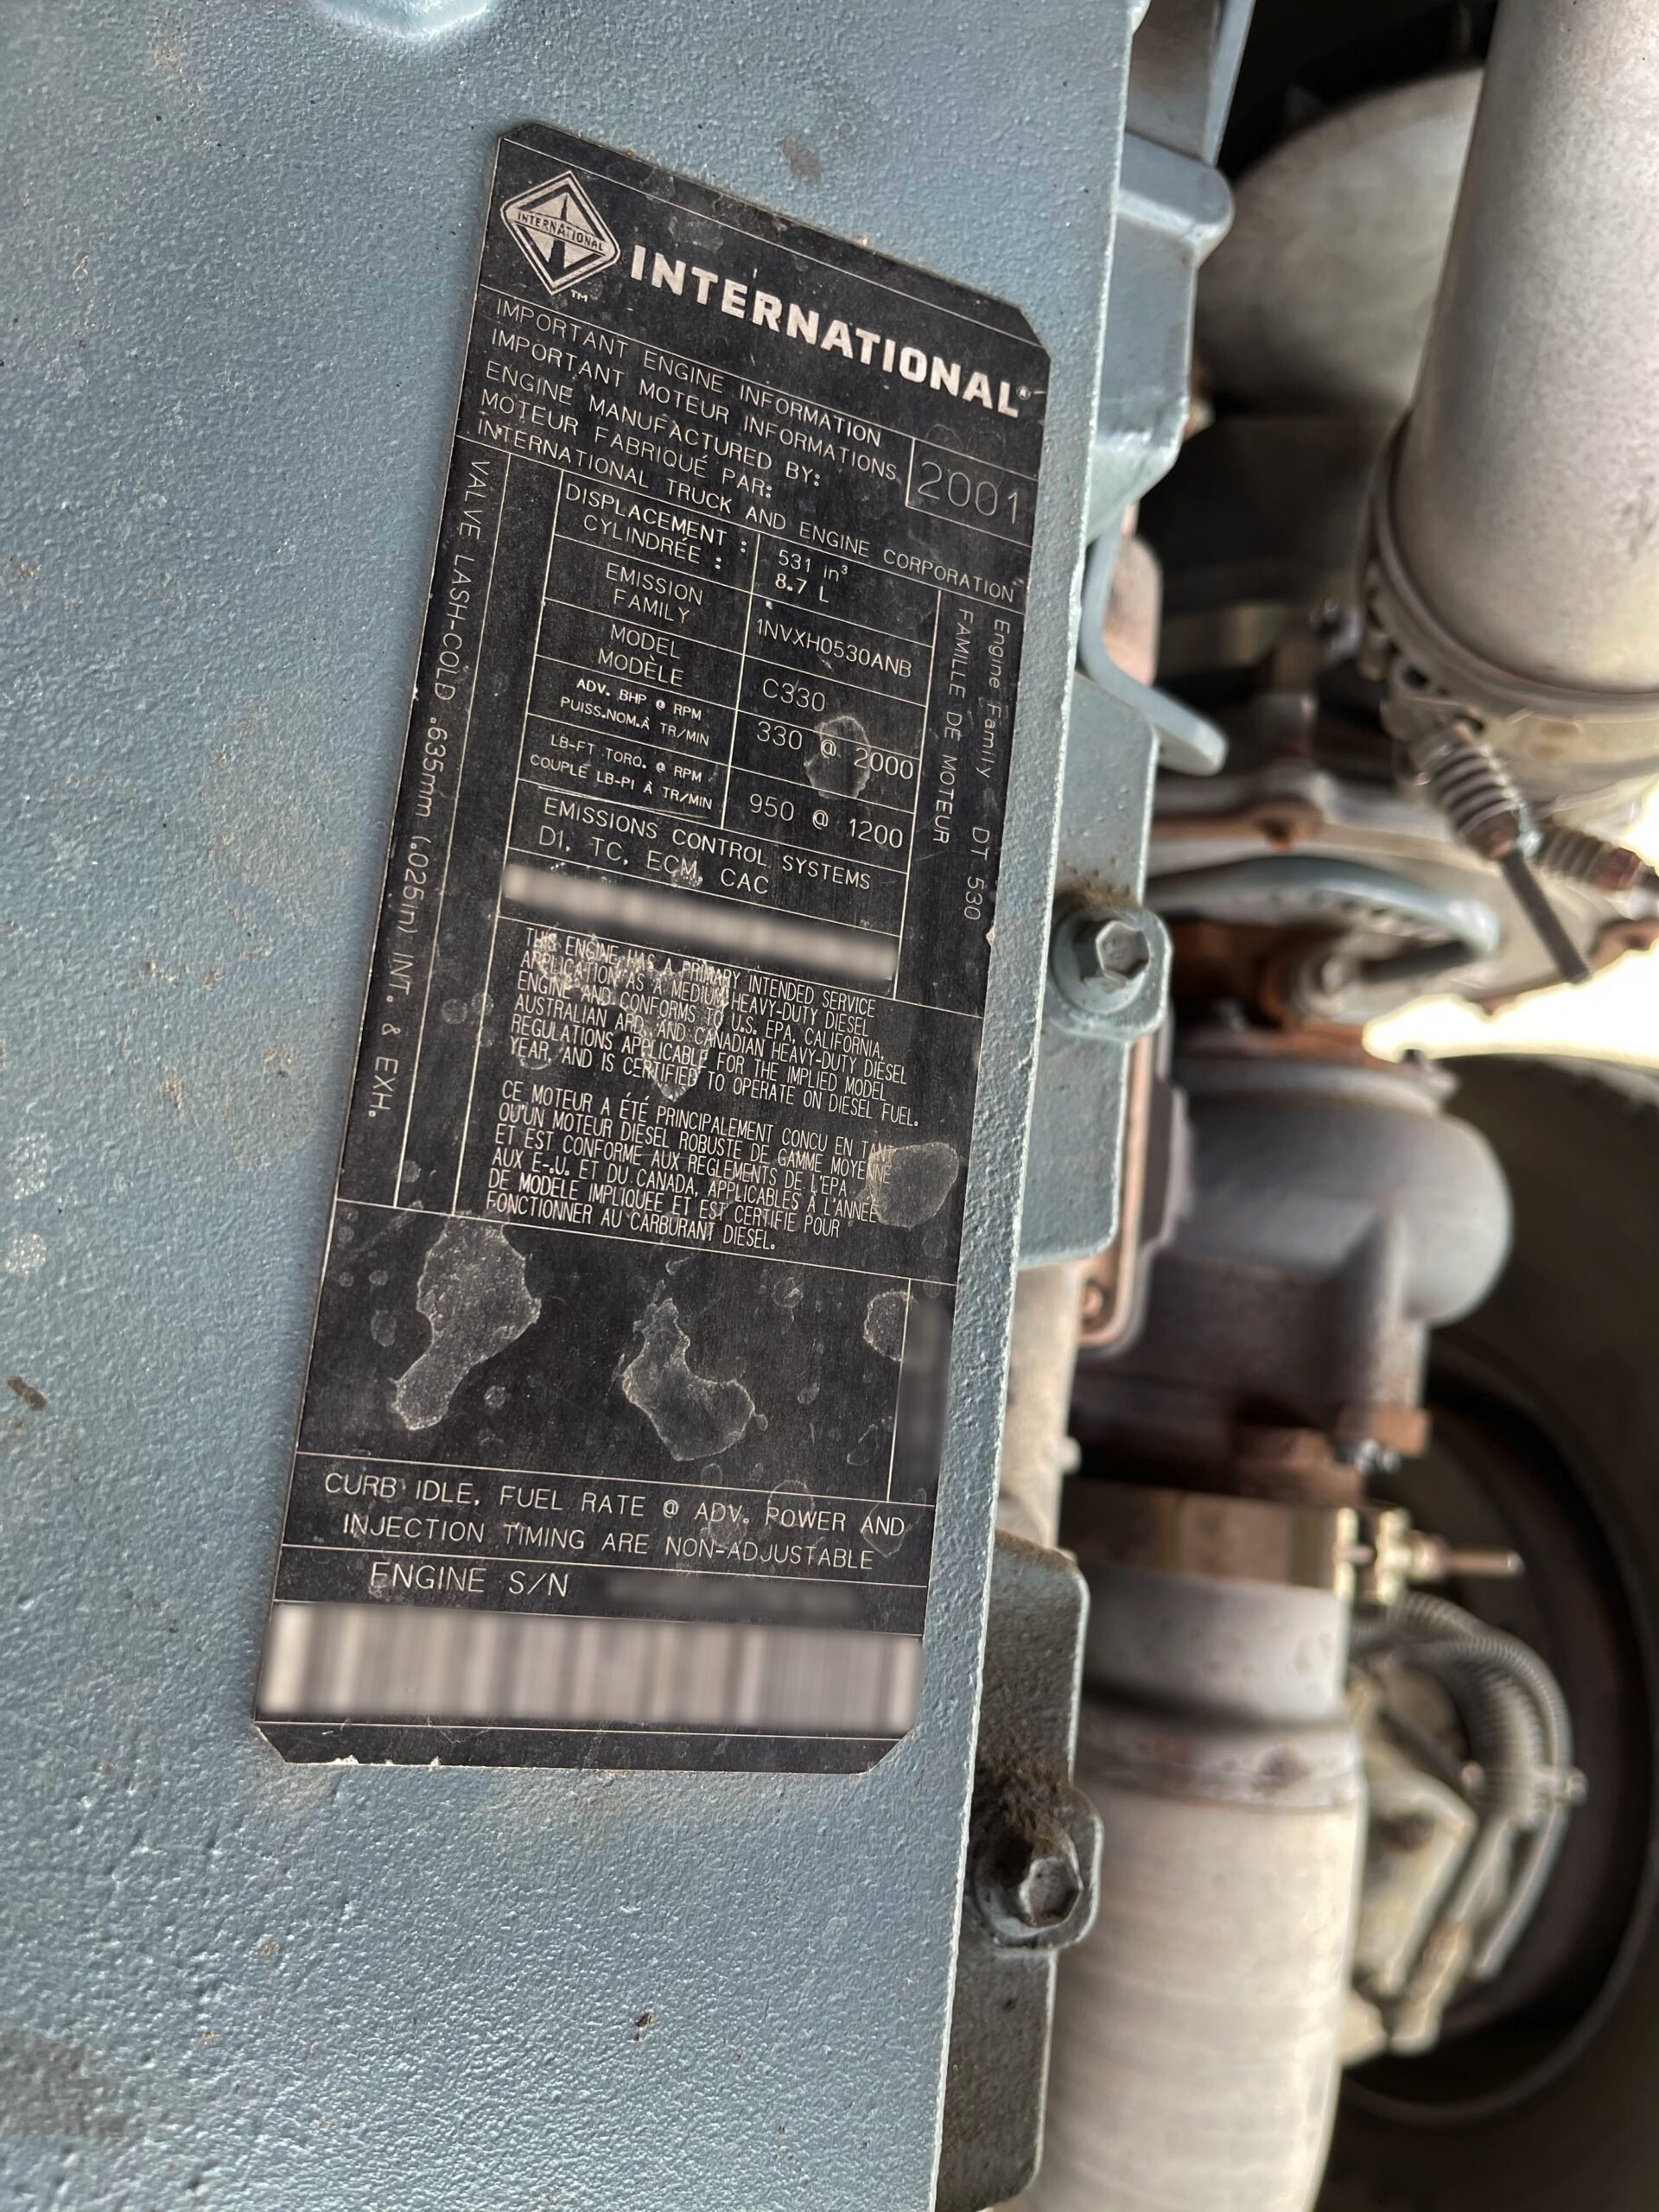 INTERNATIONAL
™
INTERNATIONAL®
IMPORTANT ENGINE INFORMATION
IMPORTANT MOTEUR INFORMATIONS
ENGINE MANUFACTURED BY:
MOTEUR FABRIQUÉ PAR:
INTERNATIONAL TRUCK AND ENGINE CORPORATION
2001
VALVE LASH-COLD .635mm (.025in) INT. & EXH.
DISPLACEMENT : 531 in³
CYLINDRÉE : 8.7 L
EMISSION
FAMILY
1NVXH0530ANB
MODEL
MODÈLE
C330
ADV. BHP @ RPM
PUISS.NOM.À TR/MIN
330 @ 2000
LB-FT TORQ. @ RPM
COUPLE LB-PI À TR/MIN
950 @ 1200
Engine Family DT 530
FAMILLE DE MOTEUR
EMISSIONS CONTROL SYSTEMS
DI, TC, ECM, CAC
THIS ENGINE HAS A PRIMARY INTENDED SERVICE
APPLICATION AS A MEDIUM HEAVY-DUTY DIESEL
ENGINE AND CONFORMS TO U.S. EPA, CALIFORNIA,
AUSTRALIAN ARD, AND CANADIAN HEAVY-DUTY DIESEL
REGULATIONS APPLICABLE FOR THE IMPLIED MODEL
YEAR, AND IS CERTIFIED TO OPERATE ON DIESEL FUEL.
CE MOTEUR A ÉTÉ PRINCIPALEMENT CONCU EN TANT
QU'UN MOTEUR DIESEL ROBUSTE DE GAMME MOYENNE
ET EST CONFORME AUX REGLEMENTS DE L'EPA
AUX E-.U. ET DU CANADA, APPLICABLES À L'ANNÉE
DE MODELE IMPLIQUEE ET EST CERTIFIE POUR
FONCTIONNER AU CARBURANT DIESEL.
CURB IDLE, FUEL RATE @ ADV. POWER AND
INJECTION TIMING ARE NON-ADJUSTABLE
ENGINE S/N